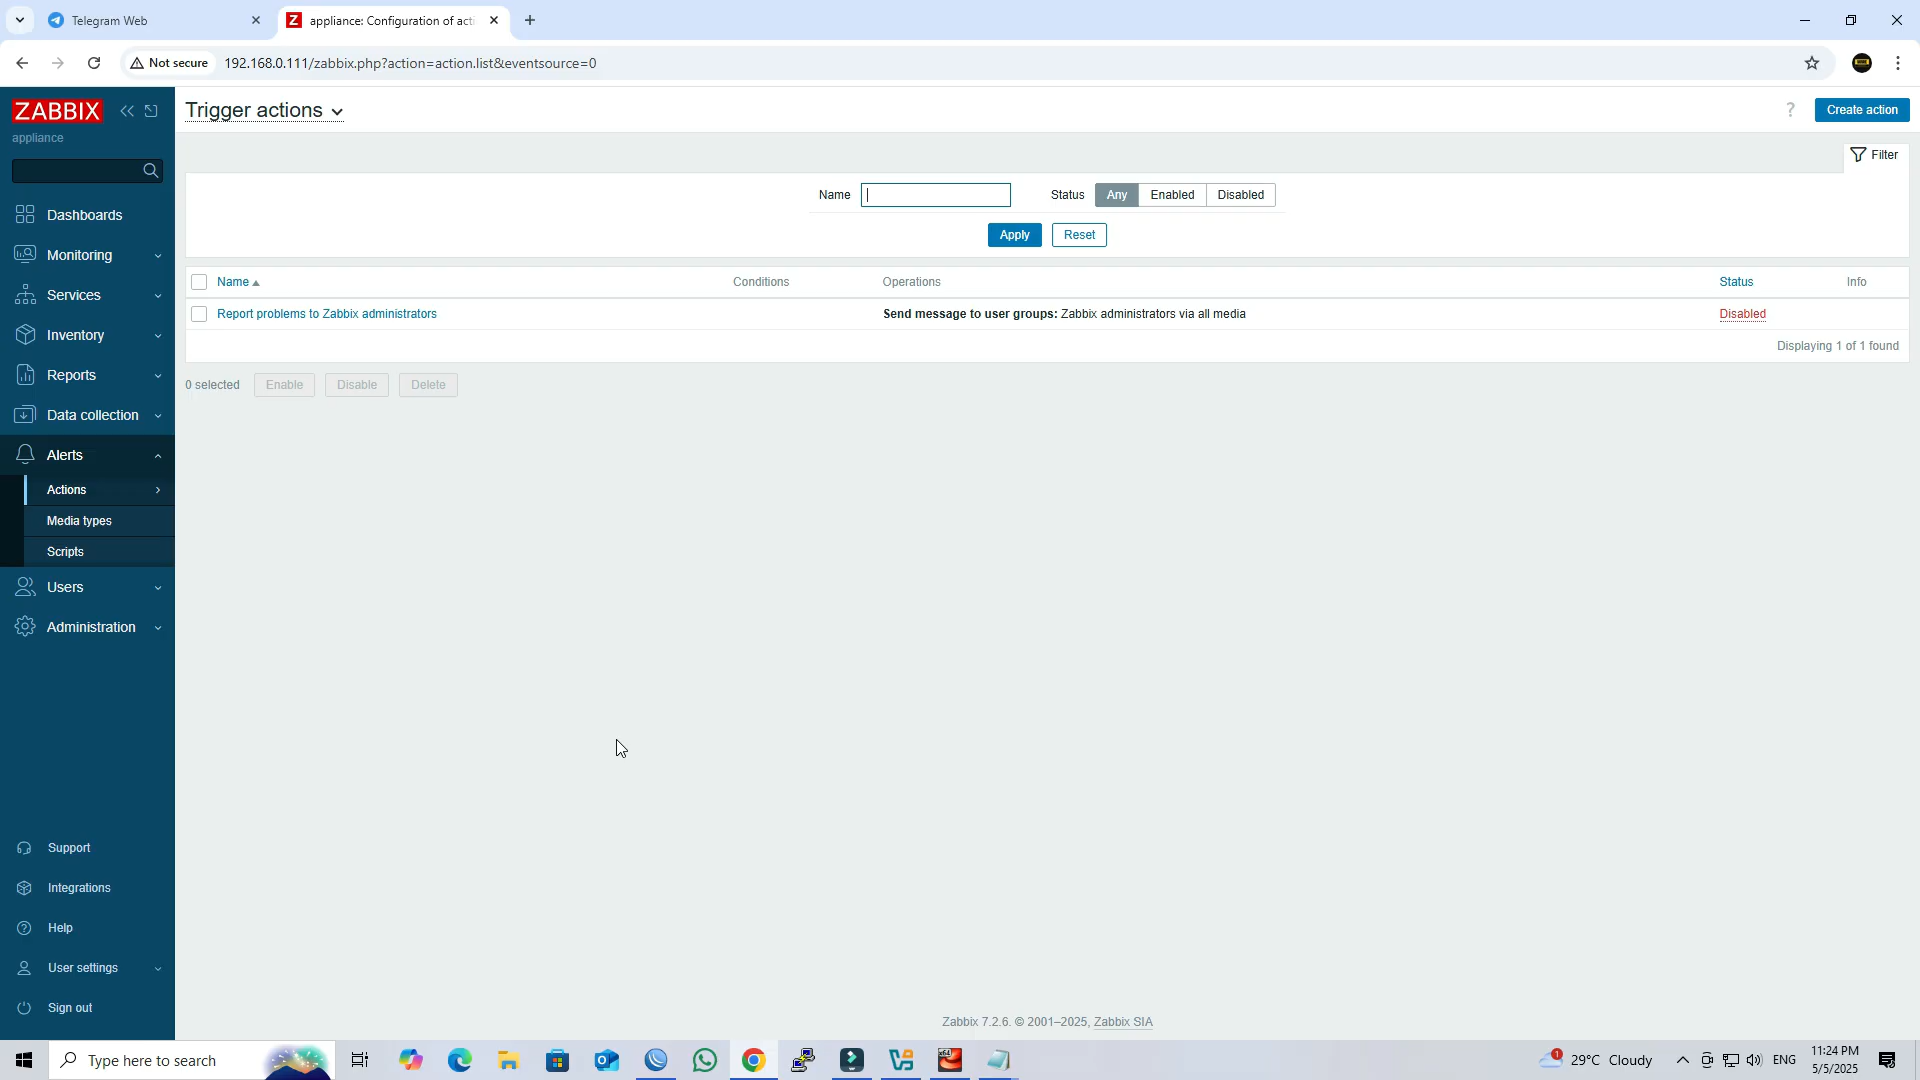 Telegram Web
Z appliance: Configuration of acti
Not secure 192.168.0.111/zabbix.php?action=action.list&eventsource=0
ZABBIX
appliance
Dashboards
Monitoring
Services
Inventory
Reports
Data collection
Alerts
Actions
Media types
Scripts
Users
Administration
Support
Integrations
Help
User settings
Sign out
Trigger actions
? Create action
Filter
Name Status Any Enabled Disabled
Apply Reset
Name Conditions Operations Status Info
Report problems to Zabbix administrators Send message to user groups: Zabbix administrators via all media Disabled
Displaying 1 of 1 found
0 selected Enable Disable Delete
Zabbix 7.2.6. © 2001–2025, Zabbix SIA
Type here to search
x64
1
29°C Cloudy
ENG
11:24 PM
5/5/2025